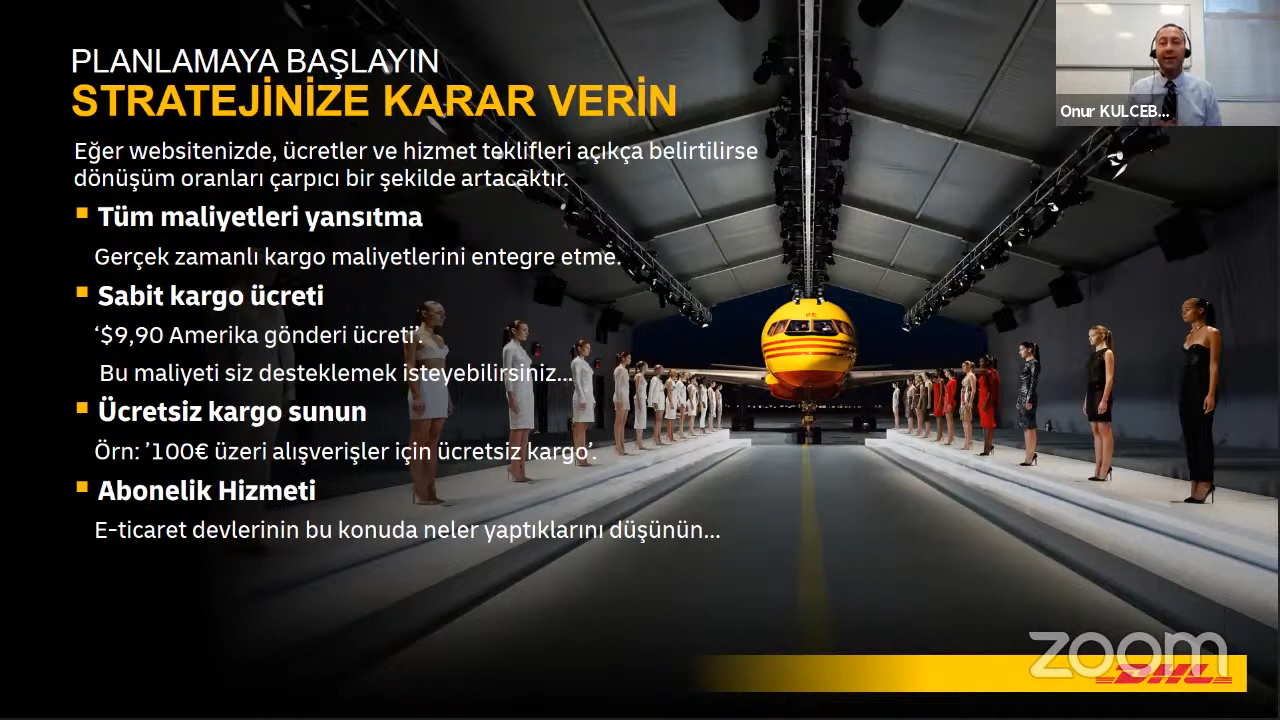 PLANLAMAYA BAŞLAYIN
STRATEJİNİZE KARAR VERİN
Eğer websitenizde, ücretler ve hizmet teklifleri açıkça belirtilirse
dönüşüm oranları çarpıcı bir şekilde artacaktır.
Tüm maliyetleri yansıtma
Gerçek zamanlı kargo maliyetlerini entegre etme.
Sabit kargo ücreti
‘$9,90 Amerika gönderi ücreti’.
Bu maliyeti siz desteklemek isteyebilirsiniz...
Ücretsiz kargo sunun
Örn: ’100€ üzeri alışverişler için ücretsiz kargo’.
Abonelik Hizmeti
E-ticaret devlerinin bu konuda neler yaptıklarını düşünün...
Onur KULCEB...
zoom
DHL